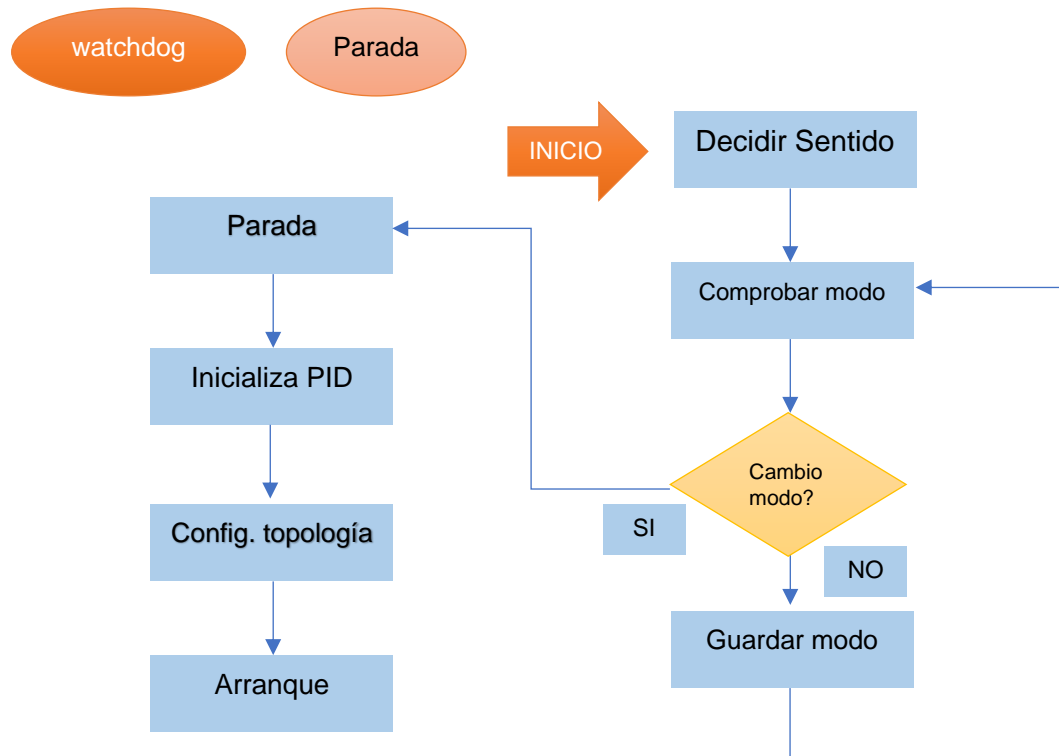 watchdog
Parada
INICIO
Decidir Sentido
Parada
Comprobar modo
Inicializa PID
Cambio
modo?
Config. topología
SI
NO
Guardar modo
Arranque